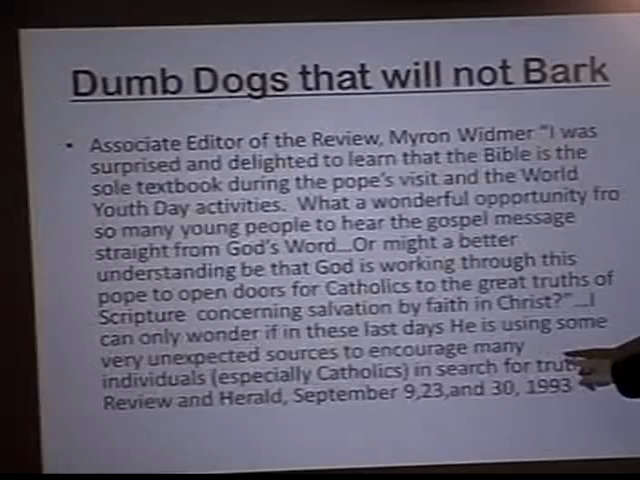 Dumb Dogs that will not Bark
• Associate Editor of the Review, Myron Widmer “I was
surprised and delighted to learn that the Bible is the
sole textbook during the pope’s visit and the World
Youth Day activities. What a wonderful opportunity fro
so many young people to hear the gospel message
straight from God’s Word...Or might a better
understanding be that God is working through this
pope to open doors for Catholics to the great truths of
Scripture concerning salvation by faith in Christ?”...I
can only wonder if in these last days He is using some
very unexpected sources to encourage many
individuals (especially Catholics) in search for trut
Review and Herald, September 9,23,and 30, 1993